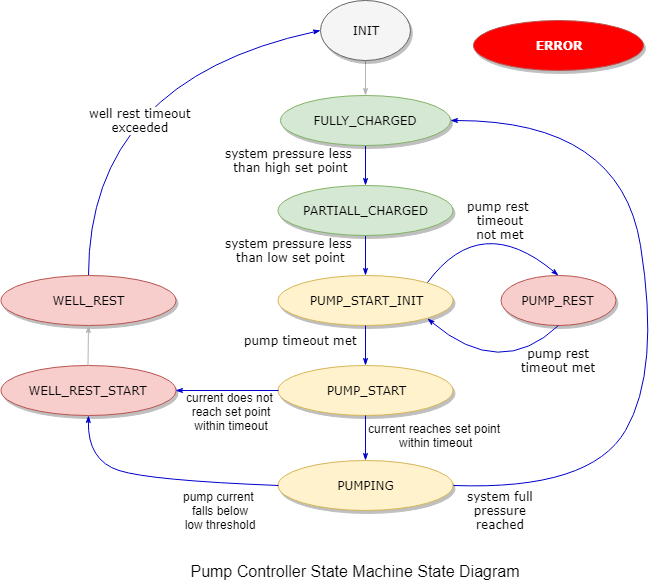 INIT
ERROR
well rest timeout
exceeded
FULLY_CHARGED
system pressure less
than high set point
PARTIALL_CHARGED
pump rest
timeout
not met
system pressure less
than low set point
WELL_REST
PUMP_START_INIT
PUMP_REST
pump timeout met
pump rest
timeout met
WELL_REST_START
PUMP_START
current does not
reach set point
within timeout
current reaches set point
within timeout
PUMPING
pump current
falls below
low threshold
system full
pressure
reached
Pump Controller State Machine State Diagram